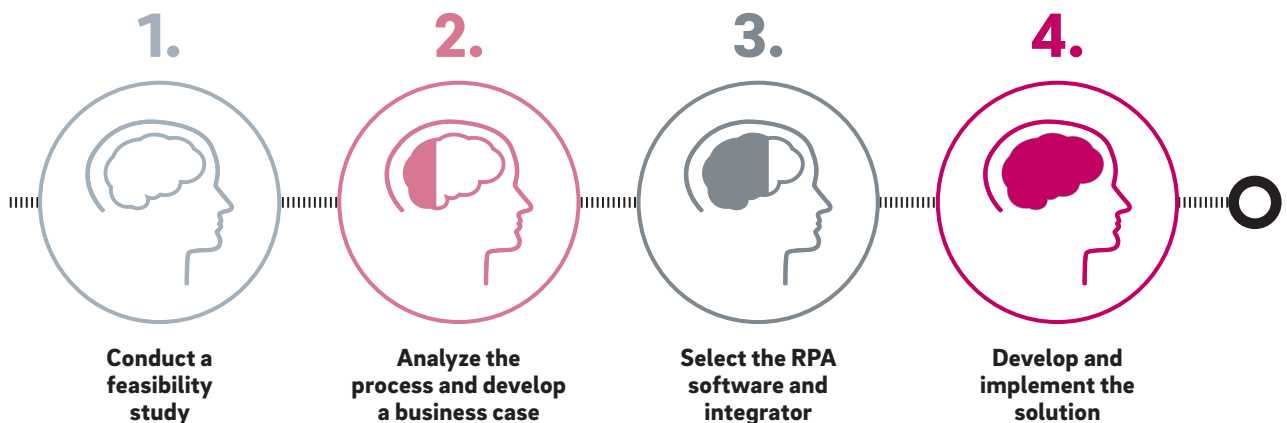 1.
2.
3.
4.
Conduct a
feasibility
study
Analyze the
process and develop
a business case
Select the RPA
software and
integrator
Develop and
implement the
solution